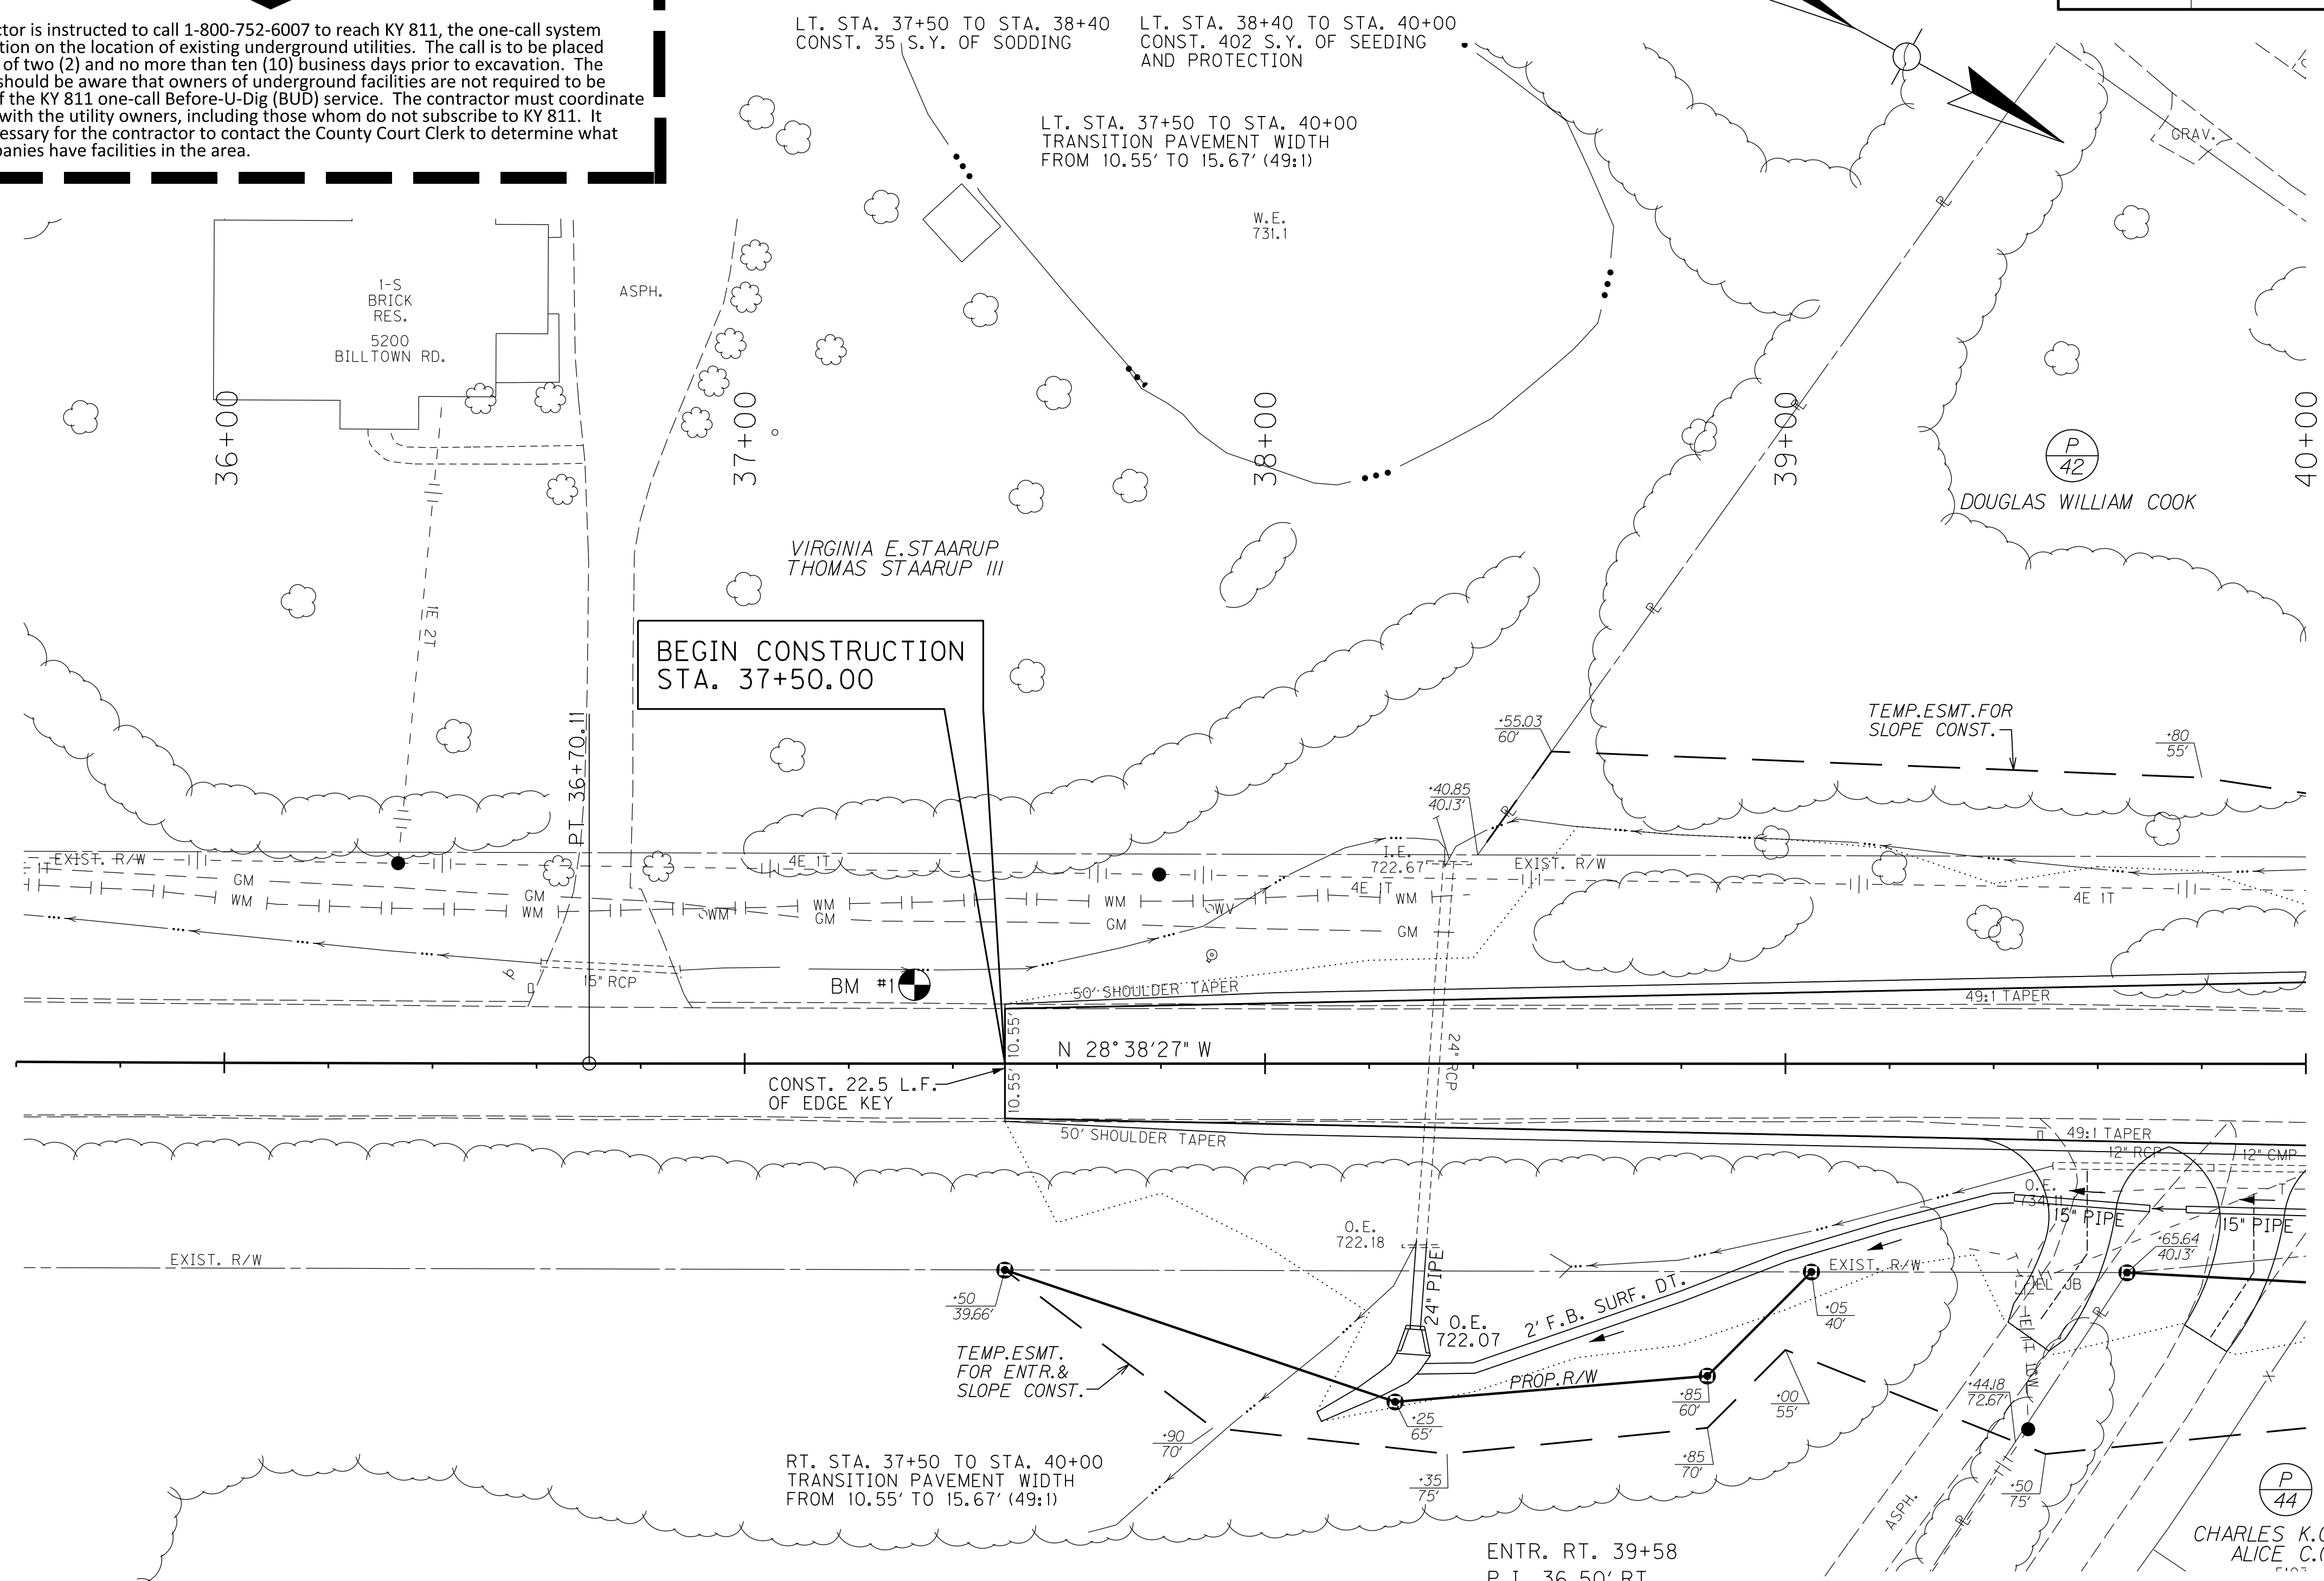 ctor is instructed to call 1-800-752-6007 to reach KY 811, the one-call system
tion on the location of existing underground utilities.  The call is to be placed
of two (2) and no more than ten (10) business days prior to excavation.  The
should be aware that owners of underground facilities are not required to be
f the KY 811 one-call Before-U-Dig (BUD) service.  The contractor must coordinate
with the utility owners, including those whom do not subscribe to KY 811.  It
essary for the contractor to contact the County Court Clerk to determine what
panies have facilities in the area.
LT. STA. 37+50 TO STA. 38+40
CONST. 35 S.Y. OF SODDING
LT. STA. 38+40 TO STA. 40+00
CONST. 402 S.Y. OF SEEDING
AND PROTECTION
LT. STA. 37+50 TO STA. 40+00
TRANSITION PAVEMENT WIDTH
FROM 10.55' TO 15.67' (49:1)
GRAV.
W.E.
731.1
PL
1-S
BRICK
RES.
5200
BILLTOWN RD.
ASPH.
36+00
37+00
38+00
39+00
40+00
PL
P
42
DOUGLAS WILLIAM COOK
VIRGINIA E.STAARUP
THOMAS STAARUP III
1E 2T
PL
BEGIN CONSTRUCTION
STA. 37+50.00
PT 36+70.11
+55.03
60'
TEMP.ESMT.FOR
SLOPE CONST.
+80
55'
+40.85
40.13'
PL
1T
EXIST. R/W
4E 1T
I.E.
722.67
EXIST. R/W
4E 1T
4E 1T
GM
GM
GM
GM
GM
WM
WM
WM
WM
WM
WM
WV
15" RCP
BM #1
50' SHOULDER TAPER
49:1 TAPER
10.55'
10.55'
N 28°38'27" W
24" RCP
CONST. 22.5 L.F.
OF EDGE KEY
50' SHOULDER TAPER
49:1 TAPER
12" RCP
12" CMP
O.E.
734.11
T
15" PIPE
15" PIPE
O.E.
722.18
EXIST. R/W
EXIST. R/W
+65.64
40.13'
EL JB
PL
24" PIPE
2' F.B. SURF. DT.
O.E.
722.07
+50
39.66'
+05
40'
TEMP.ESMT.
FOR ENTR.&
SLOPE CONST.
PROP.R/W
+85
60'
+00
55'
+44.18
72.67'
+25
65'
+90
70'
+85
70'
+35
75'
+50
75'
RT. STA. 37+50 TO STA. 40+00
TRANSITION PAVEMENT WIDTH
FROM 10.55' TO 15.67' (49:1)
ASPH.
PL
P
44
CHARLES K.
ALICE C.
ENTR. RT. 39+58
P.I. 36.50' RT.